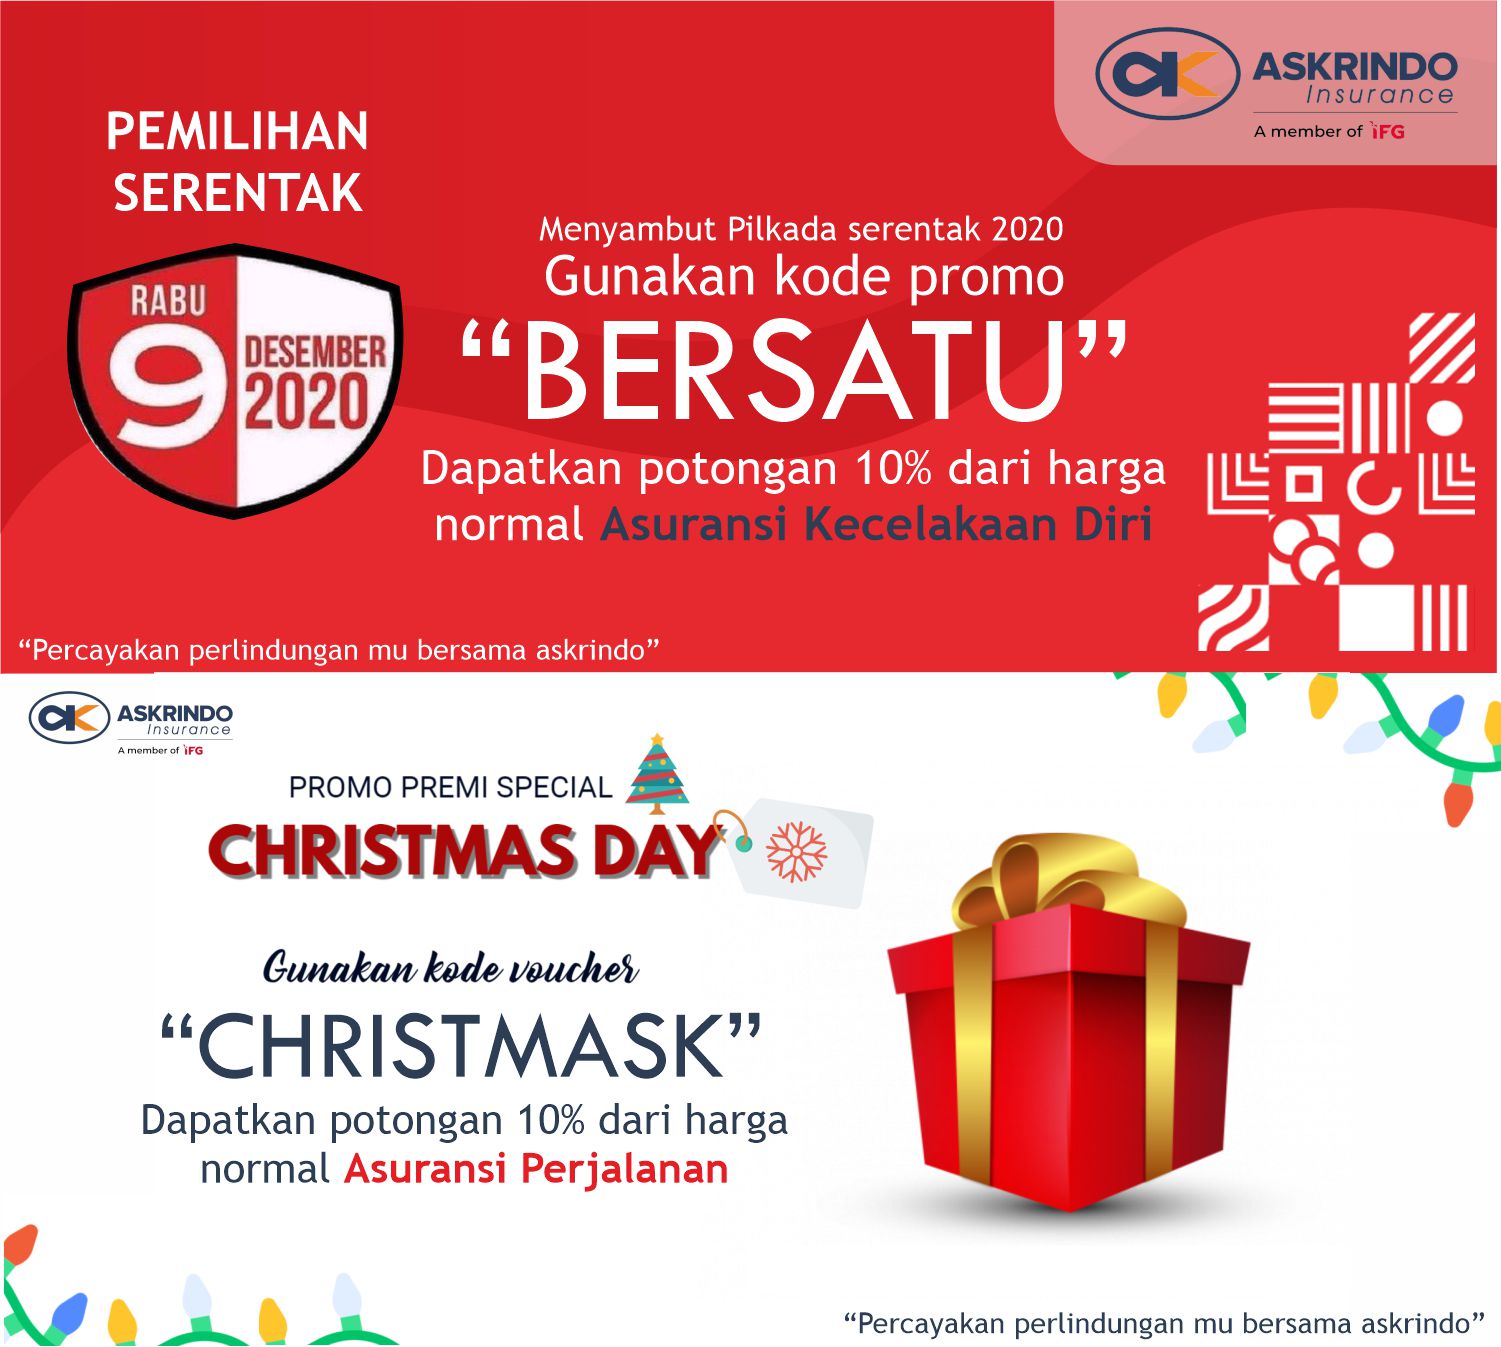 ASKRINDO
Insurance
A member of IFG
PEMILIHAN
SERENTAK
RABU
9
DESEMBER
2020
Menyambut Pilkada serentak 2020
Gunakan kode promo
“BERSATU”
Dapatkan potongan 10% dari harga
normal Asuransi Kecelakaan Diri
“Percayakan perlindungan mu bersama askrindo”
ASKRINDO
Insurance
A member of IFG
PROMO PREMI SPECIAL
CHRISTMAS DAY
Gunakan kode voucher
“CHRISTMASK”
Dapatkan potongan 10% dari harga
normal Asuransi Perjalanan
“Percayakan perlindungan mu bersama askrindo”